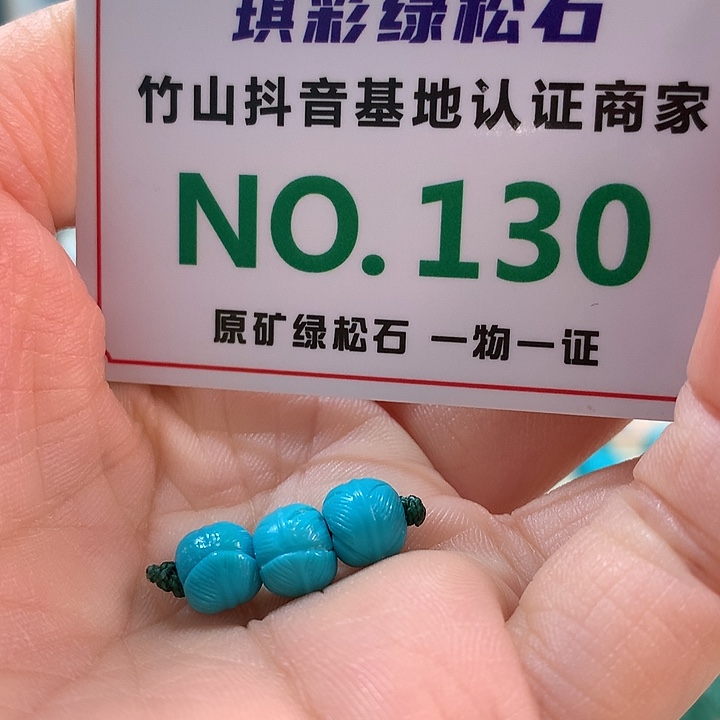 琪彩绿松石
竹山抖音基地认证商家
NO.130
原矿绿松石 一物一证